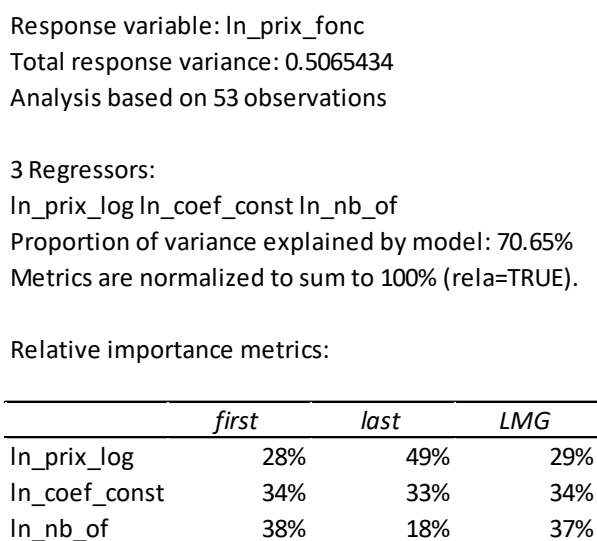 Response variable: ln_prix_fonc
Total response variance: 0.5065434
Analysis based on 53 observations
3 Regressors:
ln_prix_log ln_coef_const ln_nb_of
Proportion of variance explained by model: 70.65%
Metrics are normalized to sum to 100% (rela=TRUE).
Relative importance metrics:
first last LMG
ln_prix_log 28% 49% 29%
ln_coef_const 34% 33% 34%
ln_nb_of 38% 18% 37%